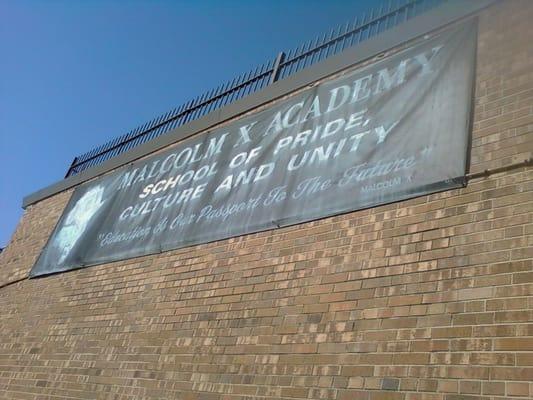 MALCOLM X ACADEMY
SCHOOL OF PRIDE,
CULTURE AND UNITY
"Education Is Our Passport To The Future"
MALCOLM X